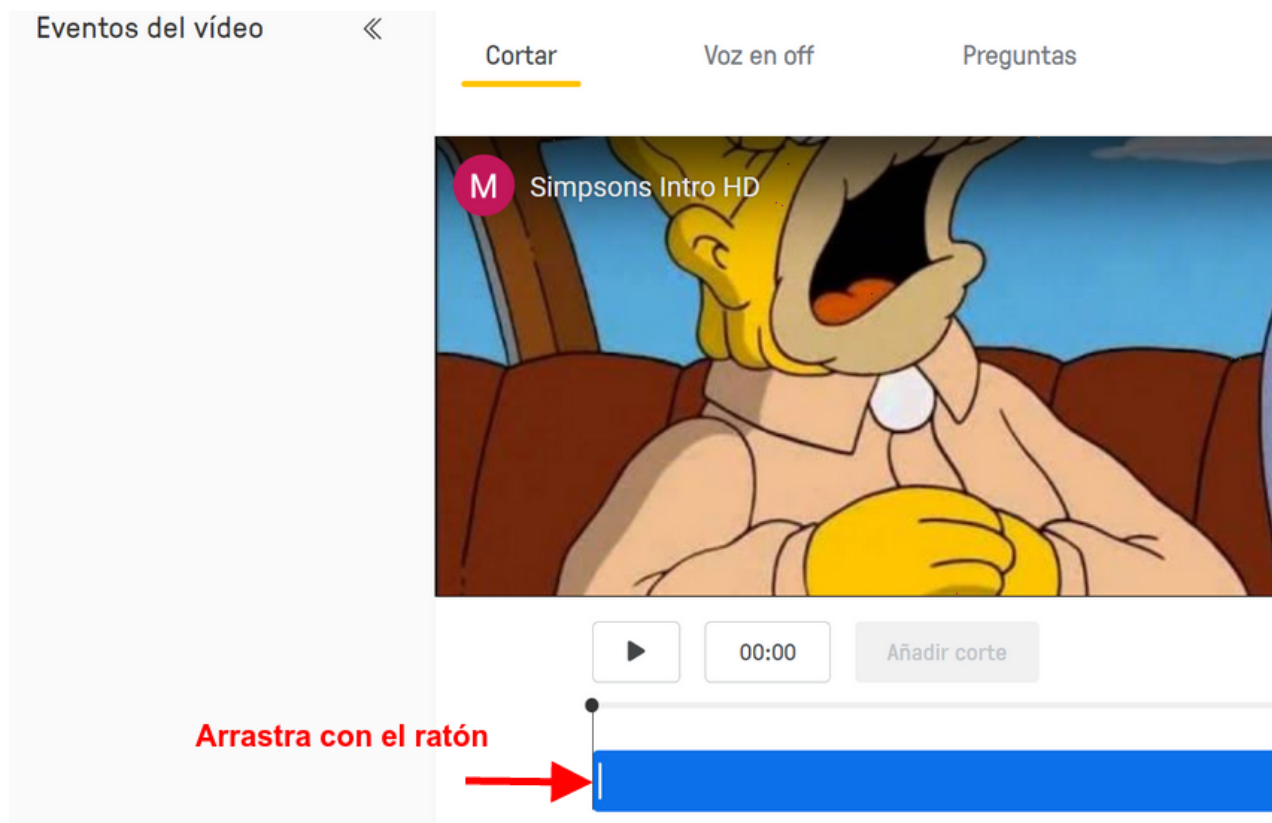 Eventos del vídeo
Cortar
Voz en off
Preguntas
M
Simpsons Intro HD
00:00
Añadir corte
Arrastra con el ratón